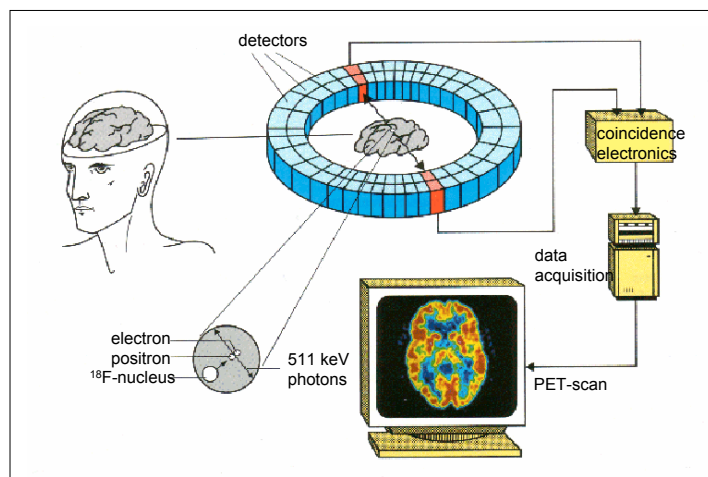 detectors
coincidence
electronics
data
acquisition
electron
positron
¹⁸F-nucleus
511 keV
photons
PET-scan